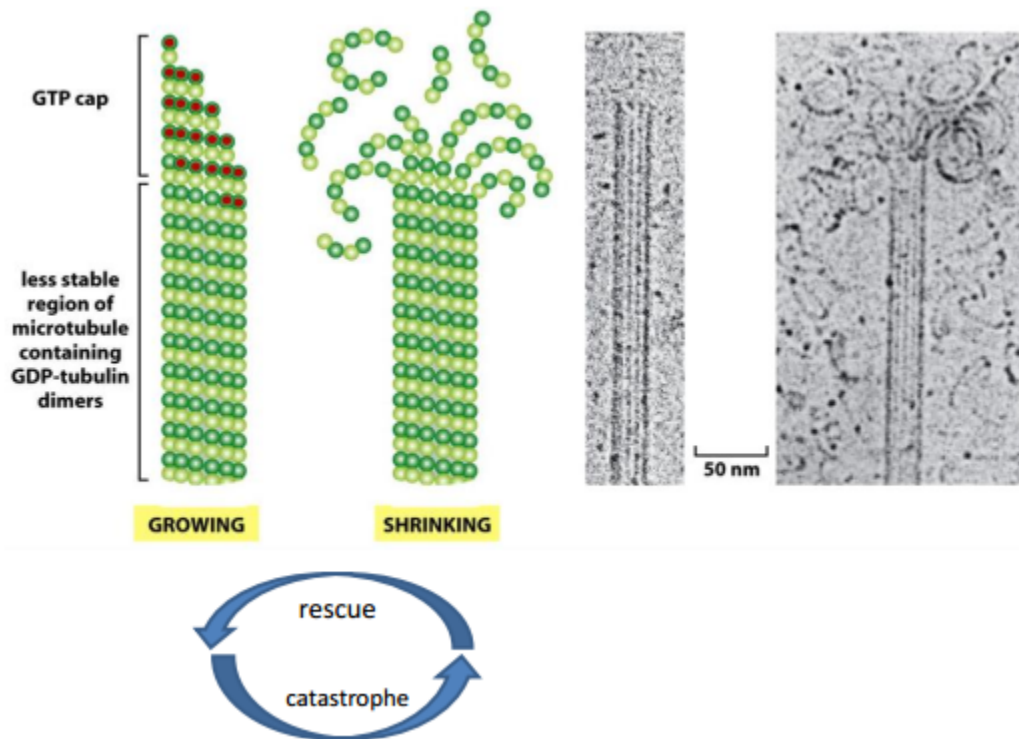 GTP cap
less stable
region of
microtubule
containing
GDP-tubulin
dimers
50 nm
GROWING
SHRINKING
rescue
catastrophe